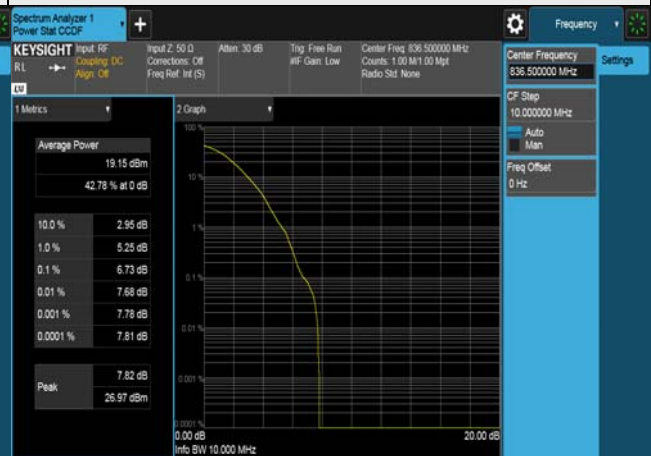 Spectrum Analyzer 1
Power Stat CCDF
+
Frequency
KEYSIGHT
RL
LXI
Input: RF
Coupling: DC
Align: Off
Input Z: 50 Ω
Corrections: Off
Freq Ref: Int (S)
Atten: 30 dB
Trig: Free Run
#IF Gain: Low
Center Freq: 836.500000 MHz
Counts: 1.00 M/1.00 Mpt
Radio Std: None
Center Frequency
836.500000 MHz
Settings
CF Step
10.000000 MHz
Auto
Man
Freq Offset
0 Hz
1 Metrics
2 Graph
Average Power
19.15 dBm
42.78 % at 0 dB
10.0 % 2.95 dB
1.0 % 5.25 dB
0.1 % 6.73 dB
0.01 % 7.68 dB
0.001 % 7.78 dB
0.0001 % 7.81 dB
Peak
7.82 dB
26.97 dBm
100 %
10 %
1 %
0.1 %
0.01 %
0.001 %
0.0001 %
0.00 dB
20.00 dB
Info BW 10.000 MHz